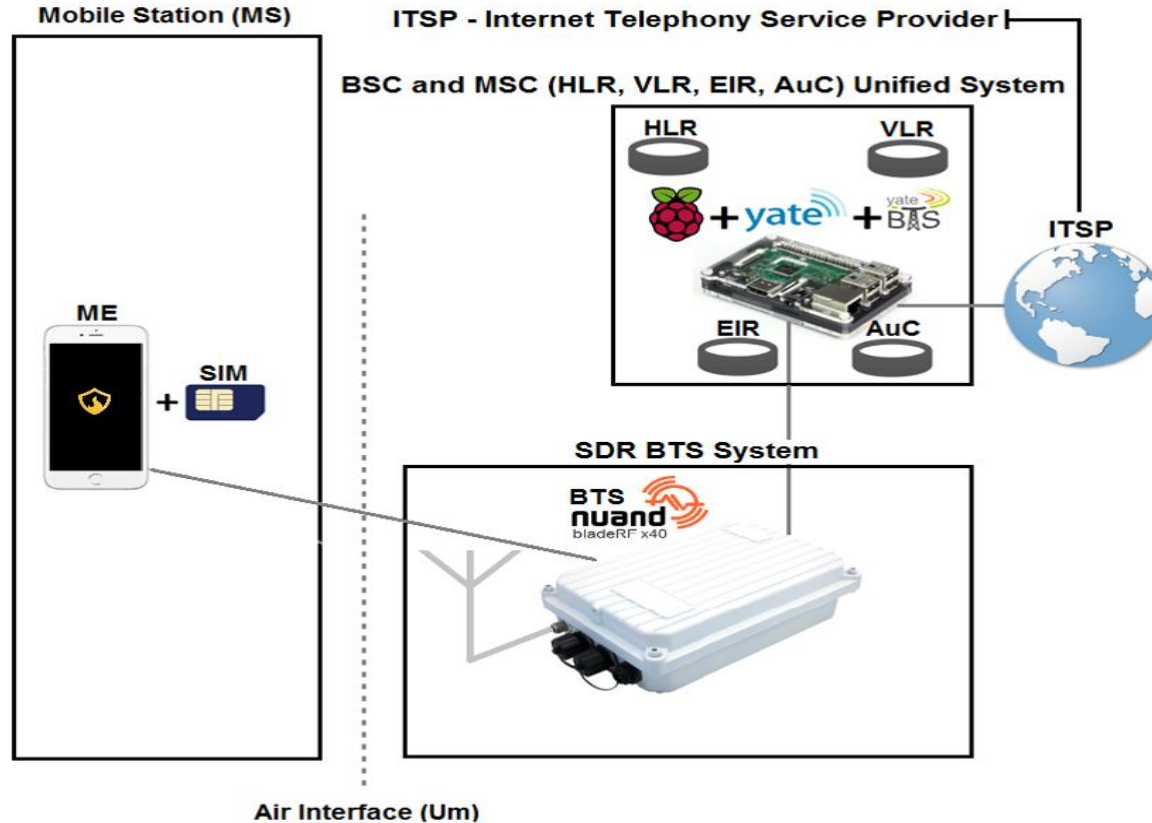 Mobile Station (MS)
ITSP - Internet Telephony Service Provider
BSC and MSC (HLR, VLR, EIR, AuC) Unified System
HLR
VLR
+ yate + yate BTS
ITSP
ME
EIR
AuC
SIM
+
SDR BTS System
BTS
nuand
bladeRF x40
Air Interface (Um)